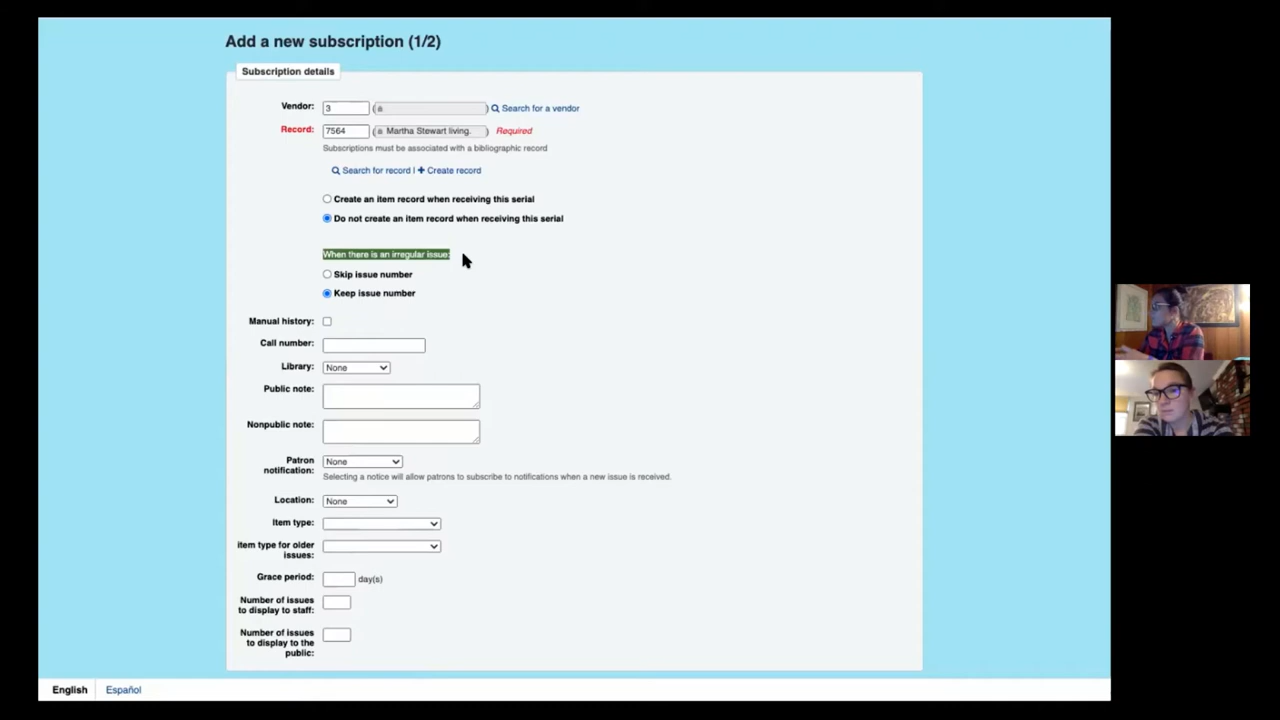 Add a new subscription (1/2)
Subscription details
Vendor: 3 ( ) Search for a vendor
Record: 7564 ( Martha Stewart living. ) Required
Subscriptions must be associated with a bibliographic record
Search for record | + Create record
Create an item record when receiving this serial
Do not create an item record when receiving this serial
When there is an irregular issue:
Skip issue number
Keep issue number
Manual history:
Call number:
Library: None
Public note:
Nonpublic note:
Patron notification: None
Selecting a notice will allow patrons to subscribe to notifications when a new issue is received.
Location: None
Item type:
item type for older
issues:
Grace period: day(s)
Number of issues
to display to staff:
Number of issues
to display to the
public:
English Español